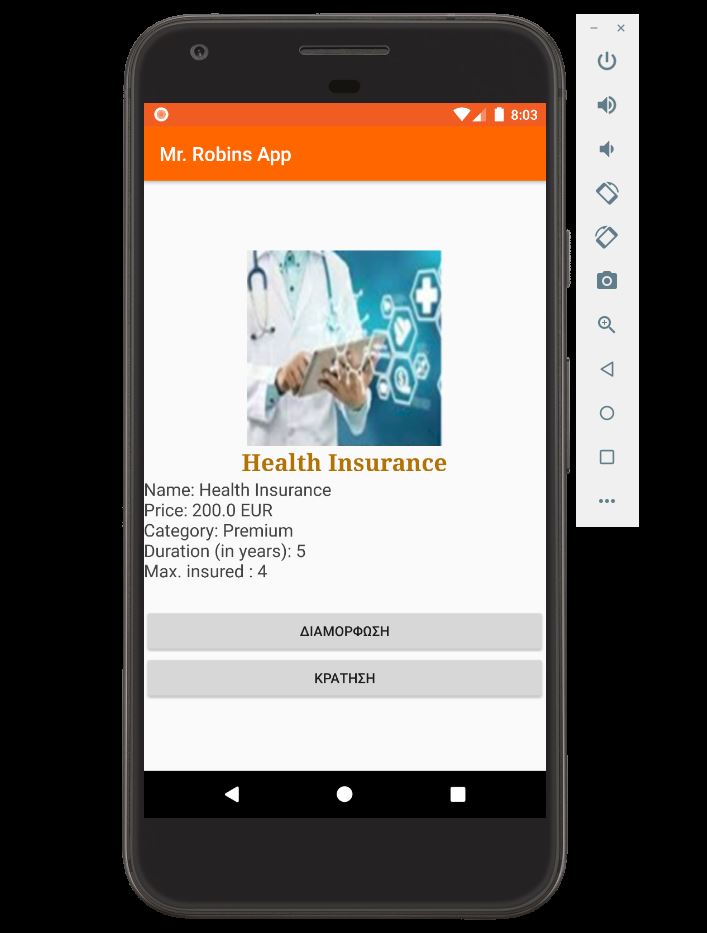 8:03
Mr. Robins App
Health Insurance
Name: Health Insurance
Price: 200.0 EUR
Category: Premium
Duration (in years): 5
Max. insured : 4
ΔΙΑΜΟΡΦΩΣΗ
ΚΡΑΤΗΣΗ